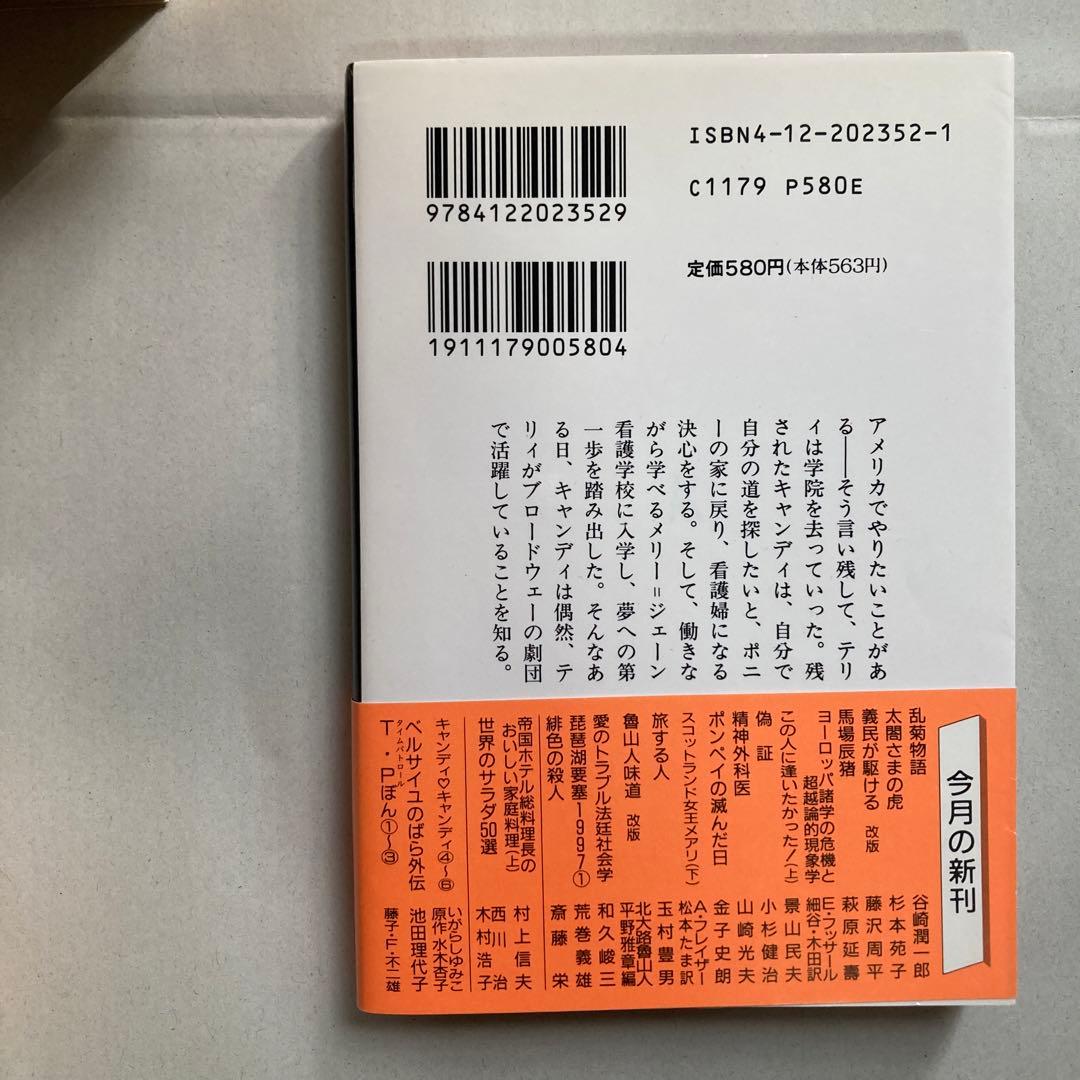 9784122023529
ISBN4-12-202352-1
C1179 P580E
1911179005804
定価580円(本体563円)
アメリカでやりたいことがあ
る――そう言い残して、テリ
ィは学院を去っていった。残
されたキャンディは、自分で
自分の道を探したいと、ポニ
ーの家に戻り、看護婦になる
決心をする。そして、働きな
がら学べるメリー=ジェーン
看護学校に入学し、夢への第
一歩を踏み出した。そんなあ
る日、キャンディは偶然、テ
リィがブロードウェーの劇団
で活躍していることを知る。
今月の新刊
乱菊物語 谷崎潤一郎
太閤さまの虎 杉本苑子
義民が駆ける 改版 藤沢周平
馬場辰猪 萩原延壽
ヨーロッパ諸学の危機と超越論的現象学 E・フッサール 細谷・木田訳
この人に逢いたかった!(上) 景山民夫
偽証 小杉健治
精神外科医 山崎光夫
ポンペイの滅んだ日 金子史朗
スコットランド女王メアリ(下) A・フレイザー 松本たま訳
旅する人 玉村豊男
魯山人味道 改版 北大路魯山人 平野雅章編
愛のトラブル法廷社会学 和久峻三
琵琶湖要塞1997① 荒巻義雄
緋色の殺人 斎藤栄
帝国ホテル総料理長のおいしい家庭料理(上) 村上信夫
世界のサラダ50選 西川治 木村浩子
キャンディ♡キャンディ④〜⑥ いがらしゆみこ 原作 水木杏子
ベルサイユのばら外伝 池田理代子
T・Pぼん①〜③ タイムパトロール 藤子・F・不二雄